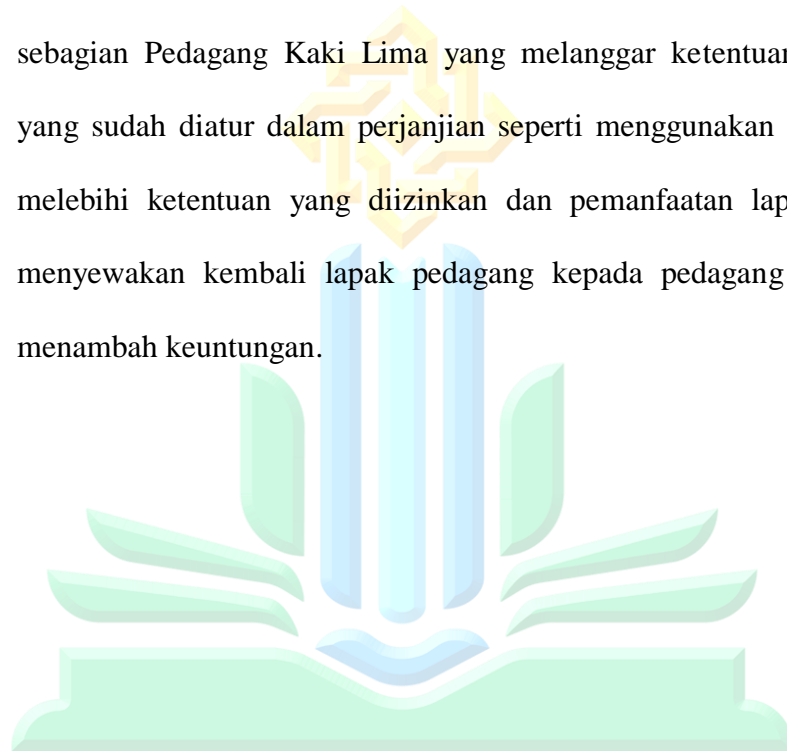 sebagian Pedagang Kaki Lima yang melanggar ketentuan
yang sudah diatur dalam perjanjian seperti menggunakan
melebihi ketentuan yang diizinkan dan pemanfaatan lap
menyewakan kembali lapak pedagang kepada pedagang
menambah keuntungan.